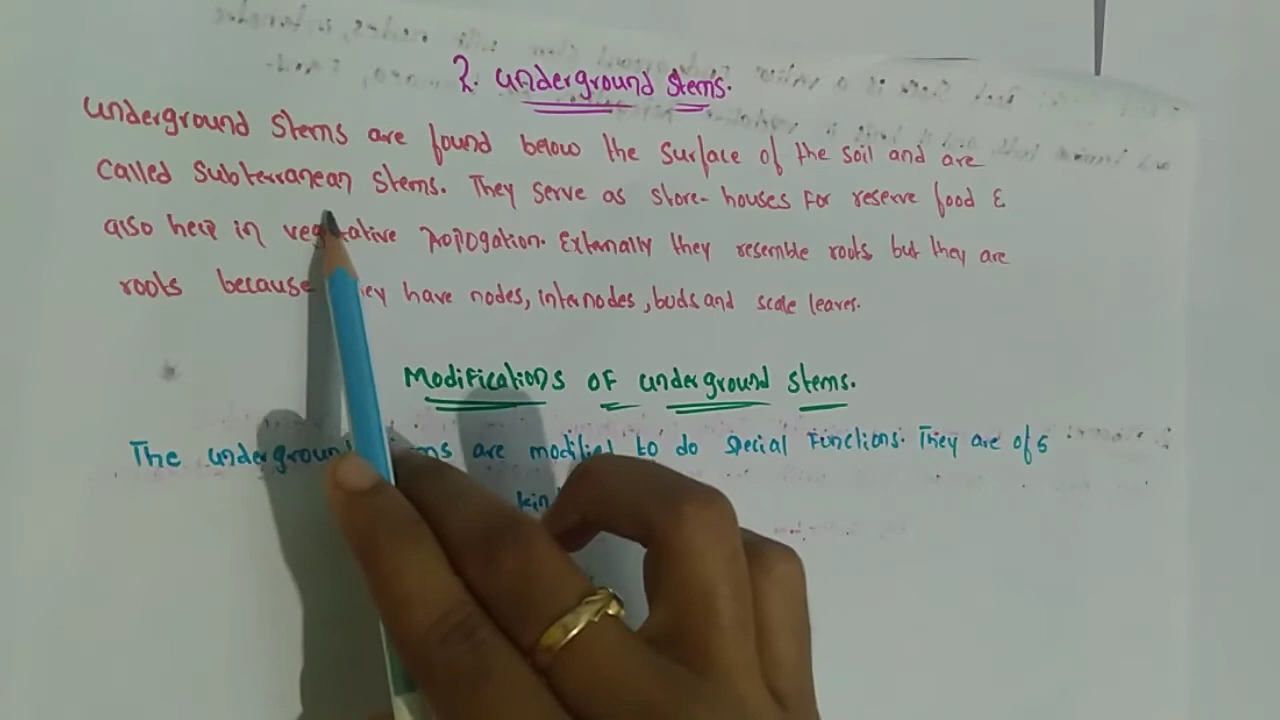 2. underground stems.
underground stems are found below the surface of the soil and are
called subterranean stems. They serve as store-houses for reserve food &
also help in vegetative propogation. Externally they resemble roots but they are
roots because they have nodes, internodes, buds and scale leaves.
Modifications of underground stems.
The underground stems are modified to do special functions. They are of 5